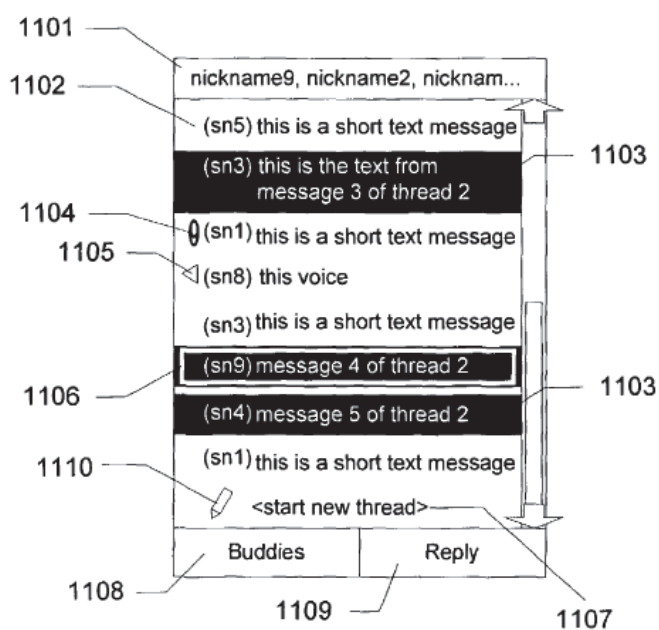 1101
nickname9, nickname2, nicknam...
1102
(sn5) this is a short text message
1103
(sn3) this is the text from
message 3 of thread 2
1104
(sn1) this is a short text message
1105
(sn8) this voice
(sn3) this is a short text message
(sn9) message 4 of thread 2
1106
1103
(sn4) message 5 of thread 2
1110
(sn1) this is a short text message
<start new thread>
Buddies
Reply
1108
1109
1107